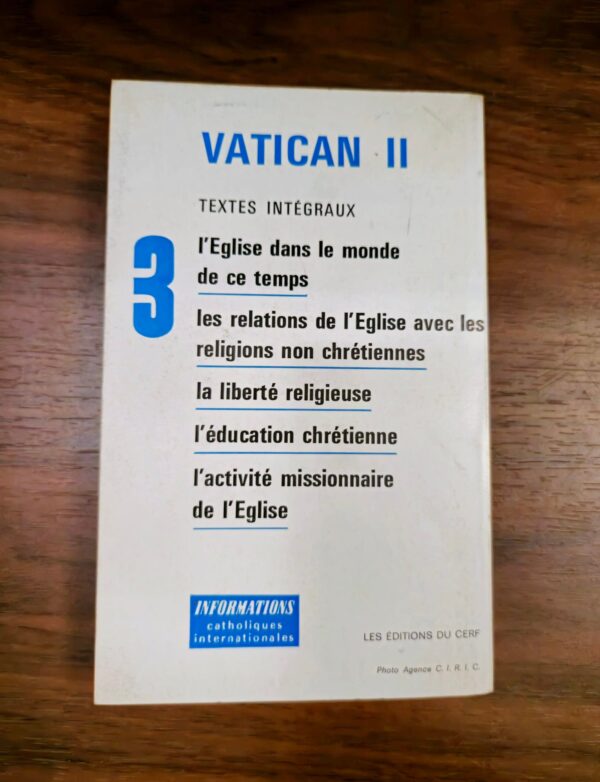 VATICAN II
TEXTES INTÉGRAUX
3
l'Eglise dans le monde
de ce temps
les relations de l'Eglise avec les
religions non chrétiennes
la liberté religieuse
l'éducation chrétienne
l'activité missionnaire
de l'Eglise
INFORMATIONS
catholiques
internationales
LES ÉDITIONS DU CERF
Photo Agence C. I. R. I. C.